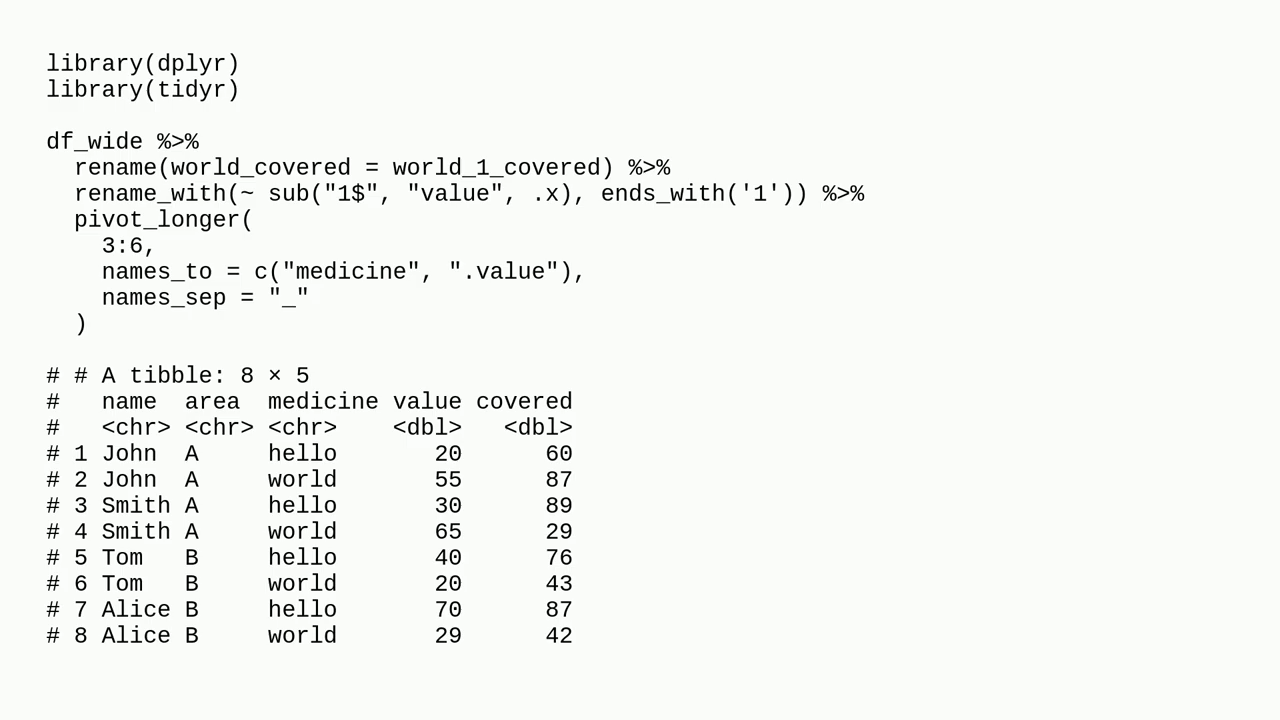 library(dplyr)
library(tidyr)

df_wide %>%
  rename(world_covered = world_1_covered) %>%
  rename_with(~ sub("1$", "value", .x), ends_with('1')) %>%
  pivot_longer(
    3:6,
    names_to = c("medicine", ".value"),
    names_sep = "_"
  )

# # A tibble: 8 × 5
#   name  area  medicine value covered
#   <chr> <chr> <chr>    <dbl>   <dbl>
# 1 John  A     hello       20      60
# 2 John  A     world       55      87
# 3 Smith A     hello       30      89
# 4 Smith A     world       65      29
# 5 Tom   B     hello       40      76
# 6 Tom   B     world       20      43
# 7 Alice B     hello       70      87
# 8 Alice B     world       29      42